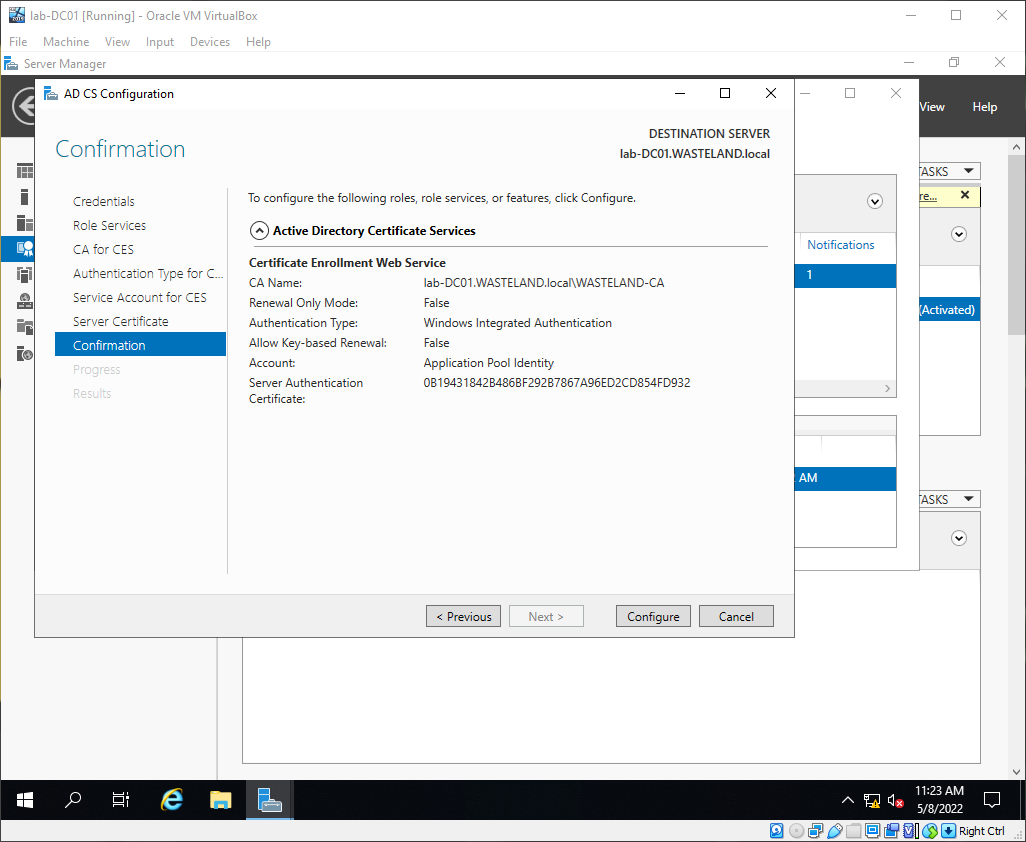 lab-DC01 [Running] - Oracle VM VirtualBox
File Machine View Input Devices Help
Server Manager
AD CS Configuration
View Help
Confirmation
DESTINATION SERVER
lab-DC01.WASTELAND.local
TASKS
re...
Credentials
Role Services
CA for CES
Authentication Type for C...
Service Account for CES
Server Certificate
Confirmation
Progress
Results
To configure the following roles, role services, or features, click Configure.
Active Directory Certificate Services
Certificate Enrollment Web Service
CA Name: lab-DC01.WASTELAND.local\WASTELAND-CA
Renewal Only Mode: False
Authentication Type: Windows Integrated Authentication
Allow Key-based Renewal: False
Account: Application Pool Identity
Server Authentication 0B19431842B486BF292B7867A96ED2CD854FD932
Certificate:
Notifications
1
(Activated)
AM
TASKS
< Previous Next > Configure Cancel
11:23 AM
5/8/2022
Right Ctrl